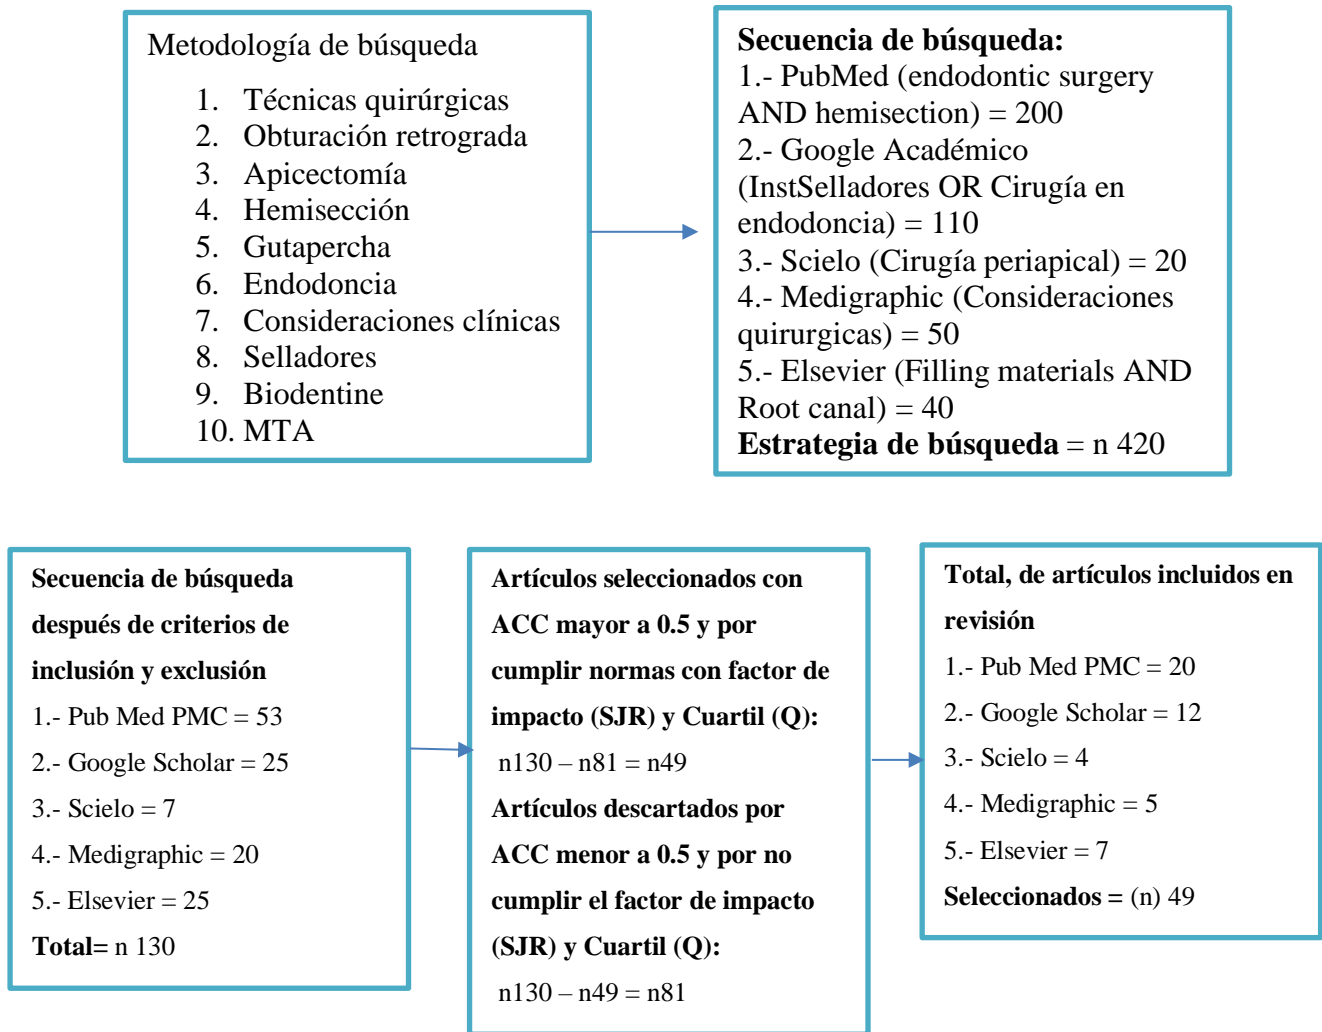 Metodología de búsqueda
1. Técnicas quirúrgicas
2. Obturación retrograda
3. Apicectomía
4. Hemisección
5. Gutapercha
6. Endodoncia
7. Consideraciones clínicas
8. Selladores
9. Biodentine
10. MTA
Secuencia de búsqueda:
1.- PubMed (endodontic surgery
AND hemisection) = 200
2.- Google Académico
(InstSelladores OR Cirugía en
endodoncia) = 110
3.- Scielo (Cirugía periapical) = 20
4.- Medigraphic (Consideraciones
quirurgicas) = 50
5.- Elsevier (Filling materials AND
Root canal) = 40
Estrategia de búsqueda = n 420
Secuencia de búsqueda
después de criterios de
inclusión y exclusión
1.- Pub Med PMC = 53
2.- Google Scholar = 25
3.- Scielo = 7
4.- Medigraphic = 20
5.- Elsevier = 25
Total= n 130
Artículos seleccionados con
ACC mayor a 0.5 y por
cumplir normas con factor de
impacto (SJR) y Cuartil (Q):
n130 – n81 = n49
Artículos descartados por
ACC menor a 0.5 y por no
cumplir el factor de impacto
(SJR) y Cuartil (Q):
n130 – n49 = n81
Total, de artículos incluidos en
revisión
1.- Pub Med PMC = 20
2.- Google Scholar = 12
3.- Scielo = 4
4.- Medigraphic = 5
5.- Elsevier = 7
Seleccionados = (n) 49